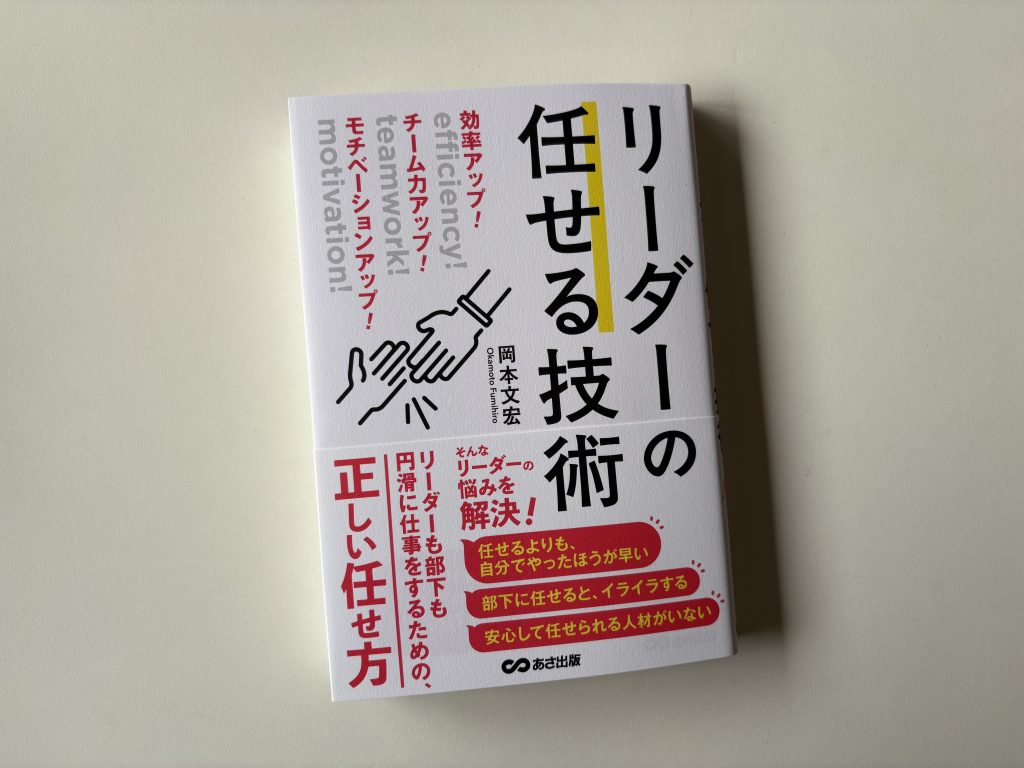 リーダーの
任せる技術
岡本文宏
Okamoto Fumihiro
効率アップ！
efficiency!
チーム力アップ！
teamwork!
モチベーションアップ！
motivation!
そんな
リーダーの
悩みを
解決！
任せるよりも、
自分でやったほうが早い
部下に任せると、イライラする
安心して任せられる人材がいない
リーダーも部下も
円滑に仕事をするための、
正しい任せ方
あさ出版